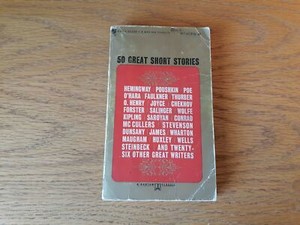 50 GREAT SHORT STORIES
HEMINGWAY POUSHKIN POE
O'HARA FAULKNER THURBER
O. HENRY JOYCE CHEKHOV
FORSTER SALINGER WOLFE
KIPLING SAROYAN CONRAD
MC CULLERS STEVENSON
DUNSANY JAMES WHARTON
MAUGHAM HUXLEY WELLS
STEINBECK AND TWENTY-
SIX OTHER GREAT WRITERS